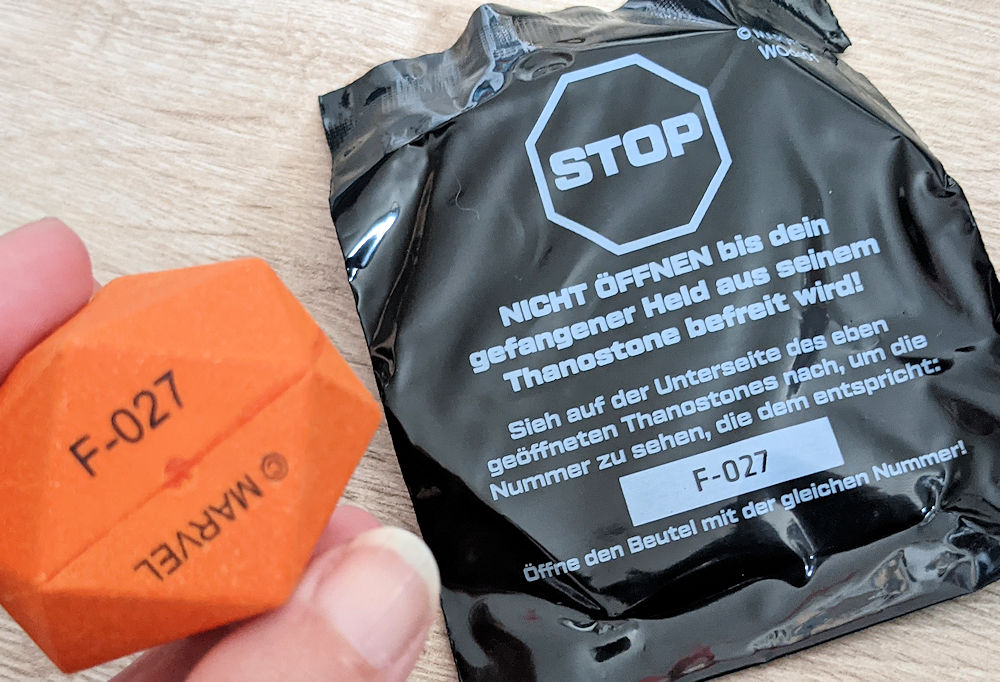 F-027
© MARVEL
STOP
NICHT ÖFFNEN bis dein
gefangener Held aus seinem
Thanostone befreit wird!
Sieh auf der Unterseite des eben
geöffneten Thanostones nach, um die
Nummer zu sehen, die dem entspricht:
F-027
Öffne den Beutel mit der gleichen Nummer!